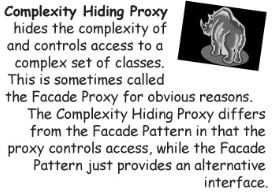 Complexity Hiding Proxy
hides the complexity of
and controls access to a
complex set of classes.
This is sometimes called
the Facade Proxy for obvious reasons.
The Complexity Hiding Proxy differs
from the Facade Pattern in that the
proxy controls access, while the Facade
Pattern just provides an alternative
interface.